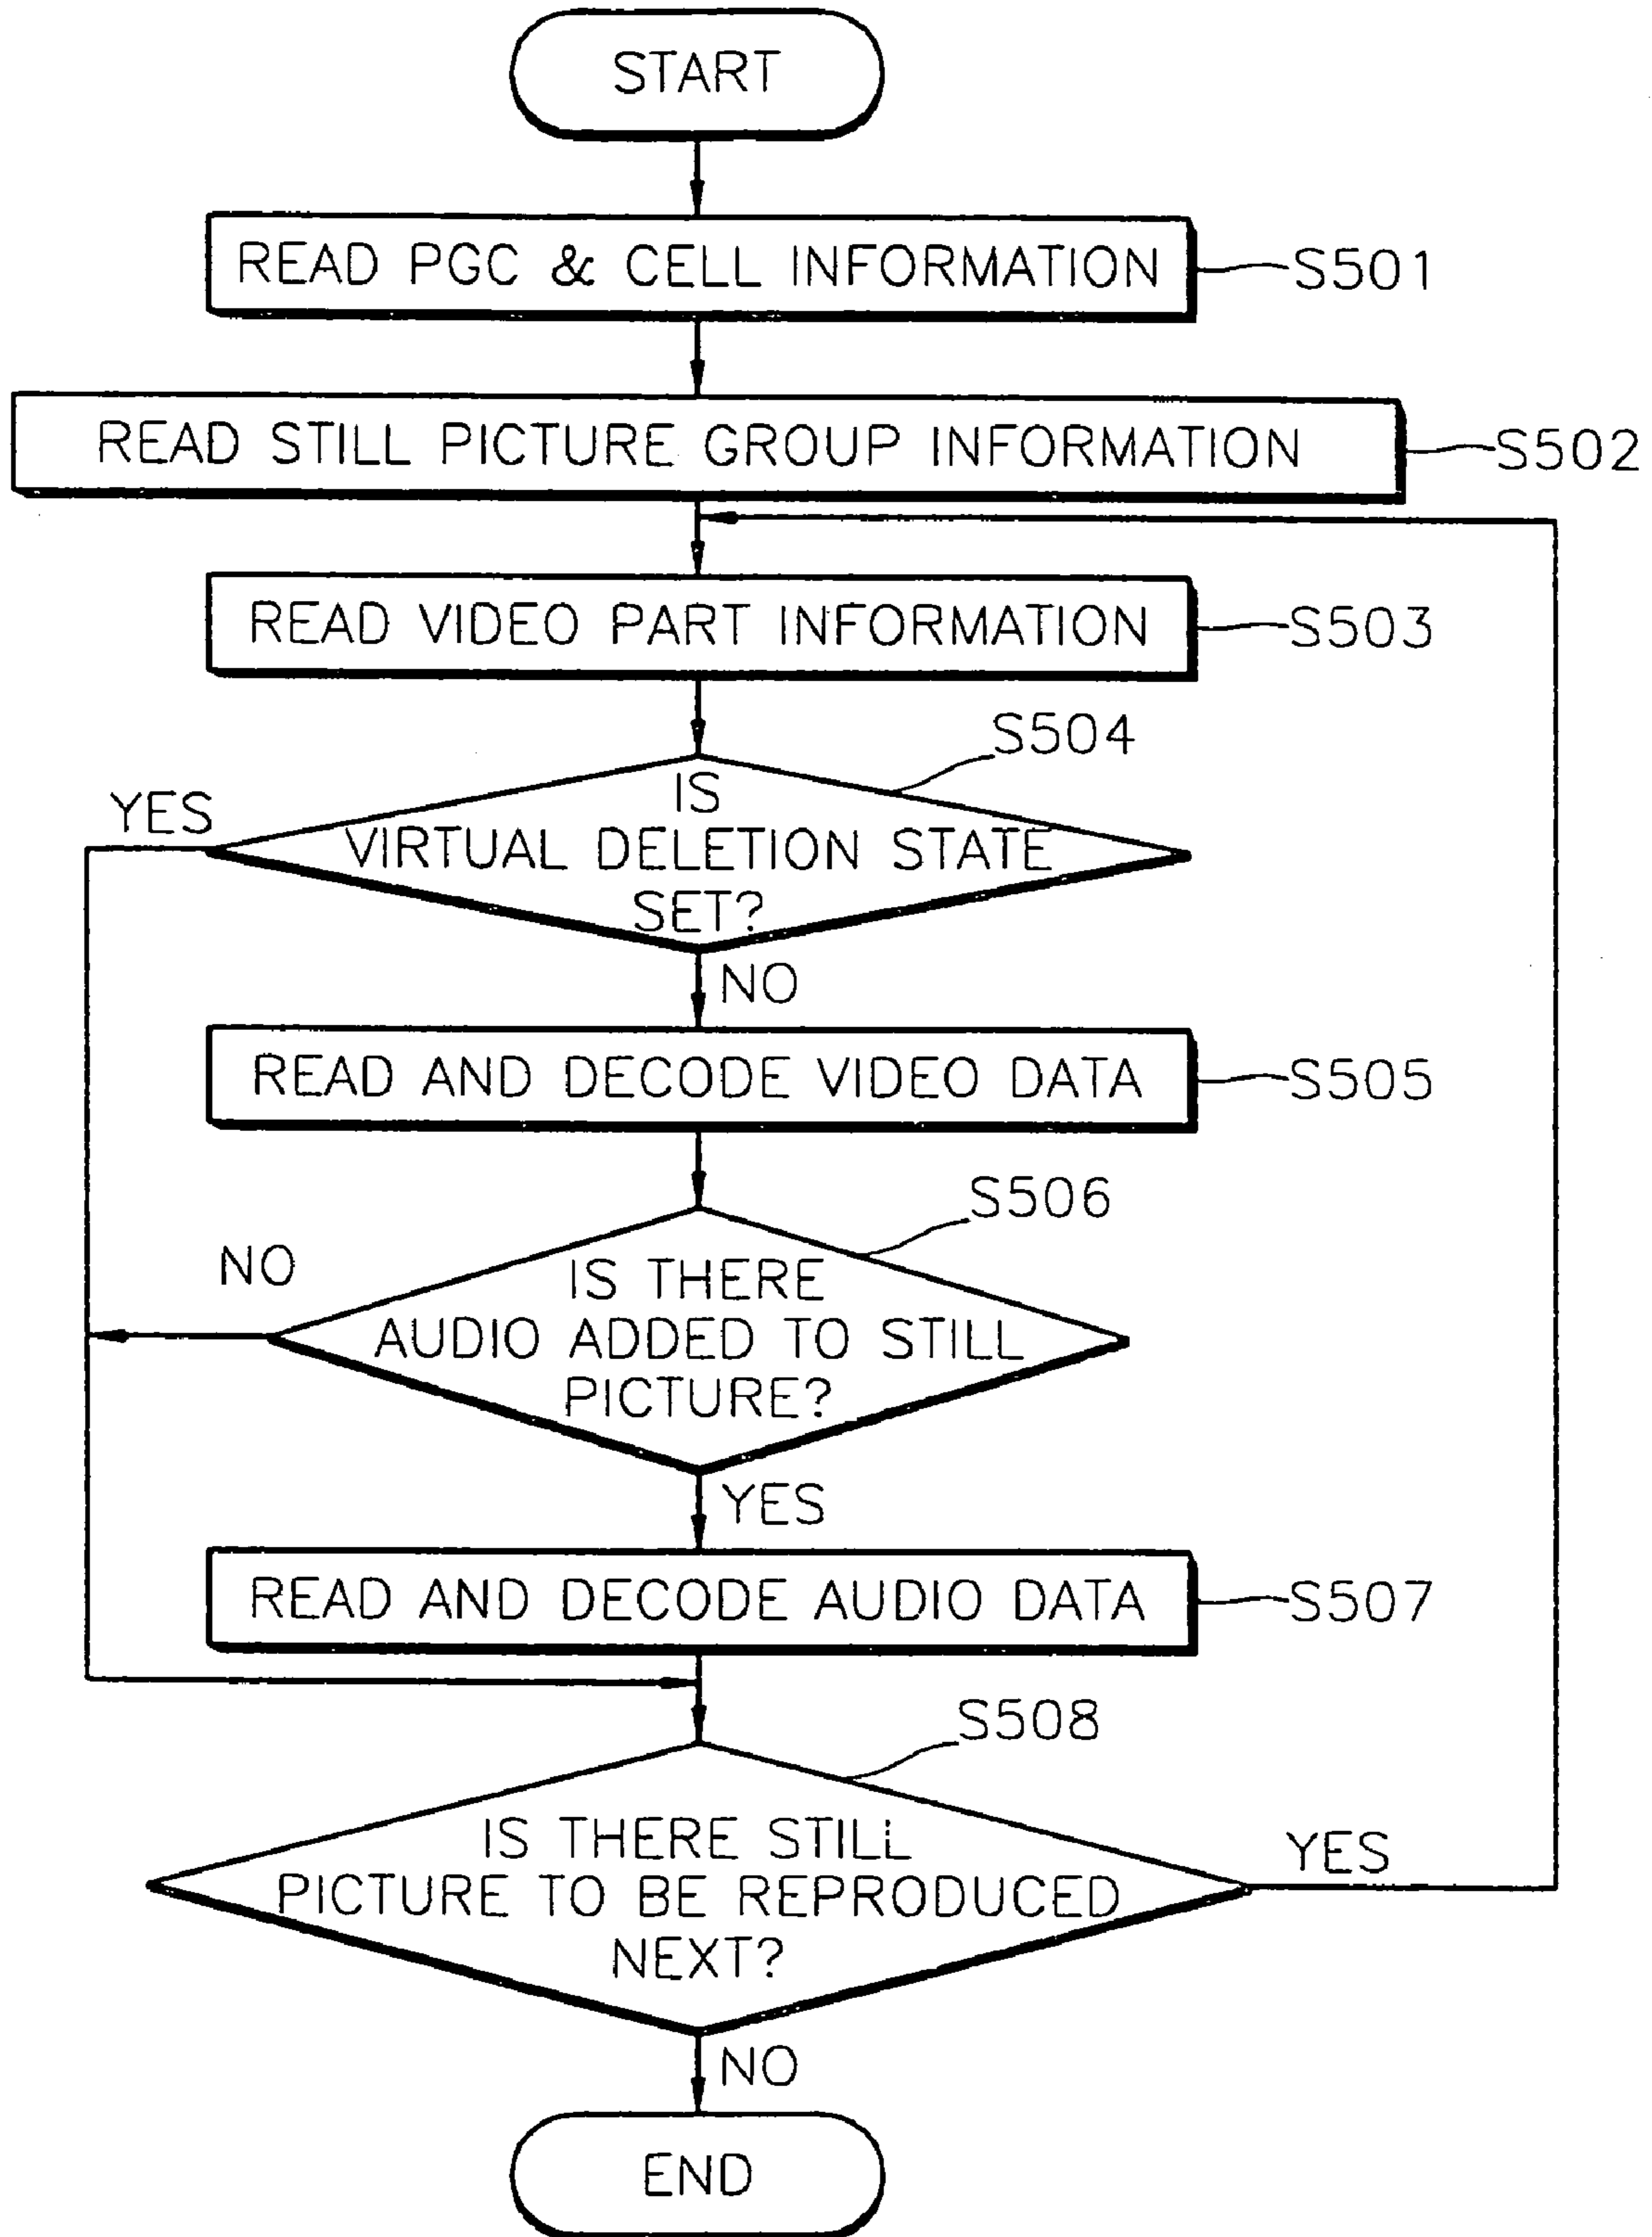 START
READ PGC & CELL INFORMATION
S501
READ STILL PICTURE GROUP INFORMATION
S502
READ VIDEO PART INFORMATION
S503
S504
YES
IS
VIRTUAL DELETION STATE
SET?
NO
READ AND DECODE VIDEO DATA
S505
S506
NO
IS THERE
AUDIO ADDED TO STILL
PICTURE?
YES
READ AND DECODE AUDIO DATA
S507
S508
IS THERE STILL
PICTURE TO BE REPRODUCED
NEXT?
YES
NO
END